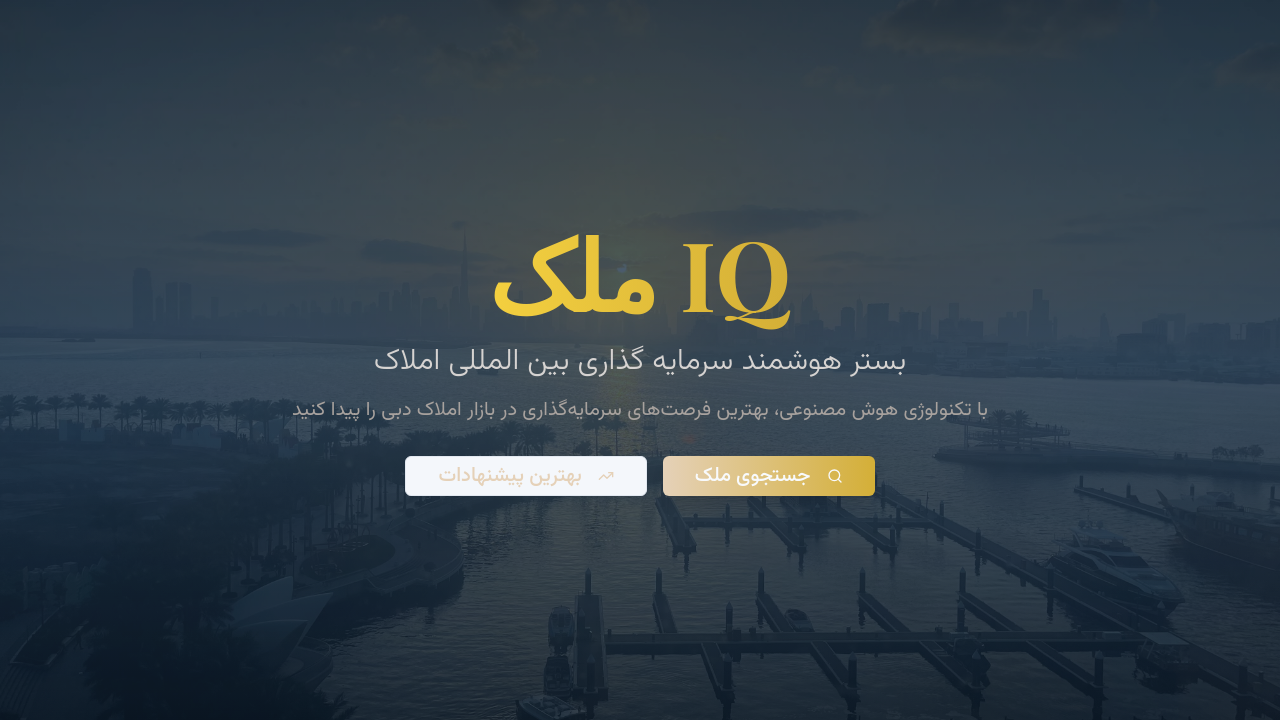 IQ ملک
بستر هوشمند سرمایه گذاری بین المللی املاک
با تکنولوژی هوش مصنوعی، بهترین فرصت‌های سرمایه‌گذاری در بازار املاک دبی را پیدا کنید
جستجوی ملک
بهترین پیشنهادات